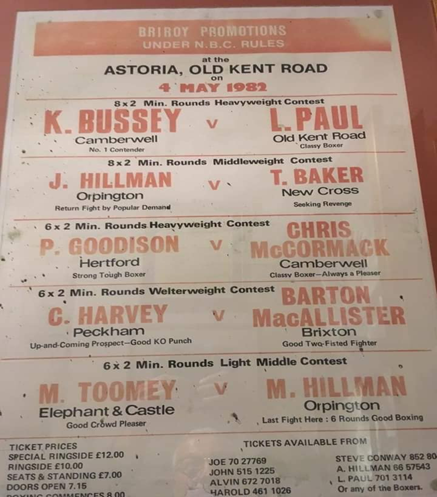 BRIROY PROMOTIONS
UNDER N.B.C. RULES
at the
ASTORIA, OLD KENT ROAD
on
4 MAY 1982
8 x 2 Min. Rounds Heavyweight Contest
K. BUSSEY v L. PAUL
Camberwell Old Kent Road
No. 1 Contender Classy Boxer
8 x 2 Min. Rounds Middleweight Contest
J. HILLMAN v T. BAKER
Orpington New Cross
Return Fight by Popular Demand Seeking Revenge
6 x 2 Min. Rounds Heavyweight Contest
P. GOODISON v CHRIS McCORMACK
Hertford Camberwell
Strong Tough Boxer Classy Boxer—Always a Pleaser
6 x 2 Min. Rounds Welterweight Contest
C. HARVEY v BARTON MacALLISTER
Peckham Brixton
Up-and-Coming Prospect—Good KO Punch Good Two-Fisted Fighter
6 x 2 Min. Rounds Light Middle Contest
M. TOOMEY v M. HILLMAN
Elephant & Castle Orpington
Good Crowd Pleaser Last Fight Here : 6 Rounds Good Boxing
TICKET PRICES
SPECIAL RINGSIDE £12.00
RINGSIDE £10.00
SEATS & STANDING £7.00
DOORS OPEN 7.15
BOXING COMMENCES 8.00
TICKETS AVAILABLE FROM
JOE 70 27769
JOHN 515 1225
ALVIN 672 7018
HAROLD 461 1026
STEVE CONWAY 852 80
A. HILLMAN 66 57543
L. PAUL 701 3114
or any of the Boxers.